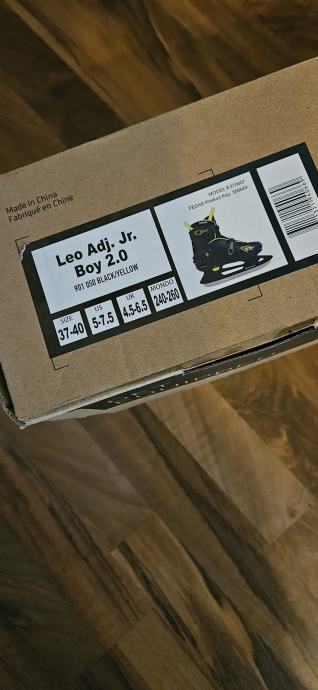 Made in China
Fabriqué en Chine
Leo Adj. Jr.
Boy 2.0
901 050 BLACK/YELLOW
SIZE
37-40
US
5-7.5
UK
4.5-6.5
MONDO
240-260